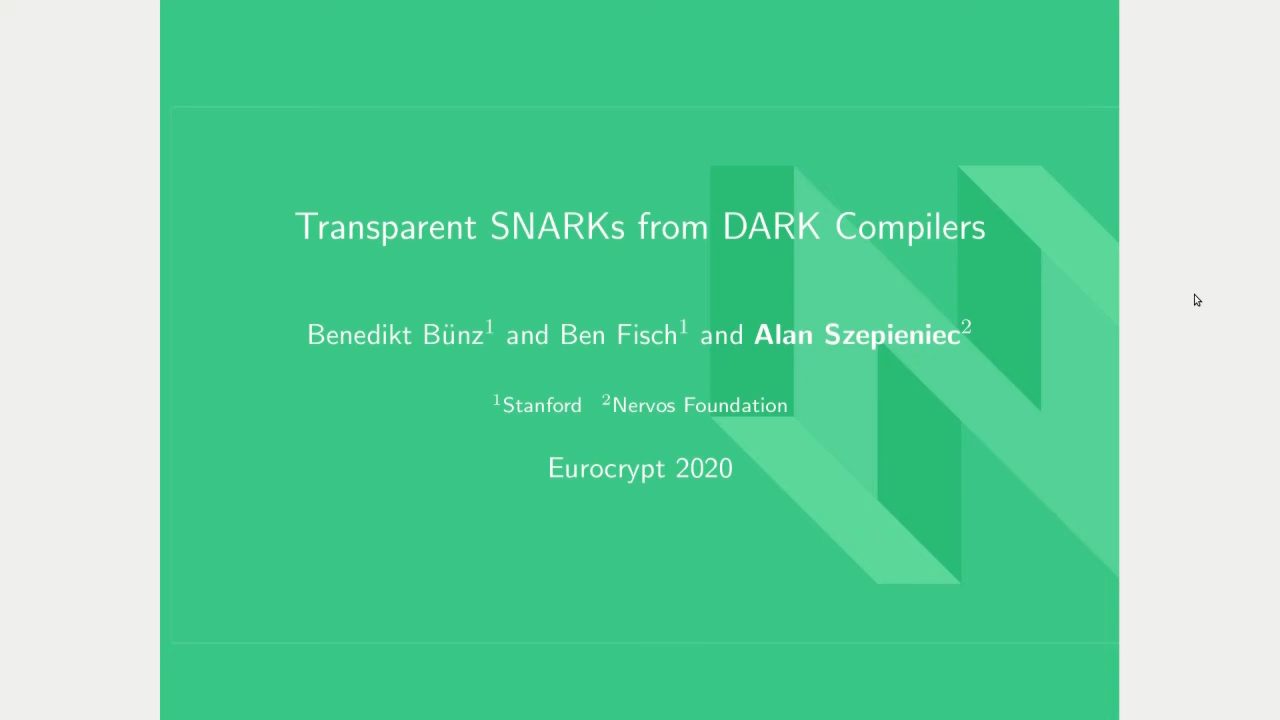 Transparent SNARKs from DARK Compilers
Benedikt Bünz¹ and Ben Fisch¹ and Alan Szepieniec²
¹Stanford ²Nervos Foundation
Eurocrypt 2020